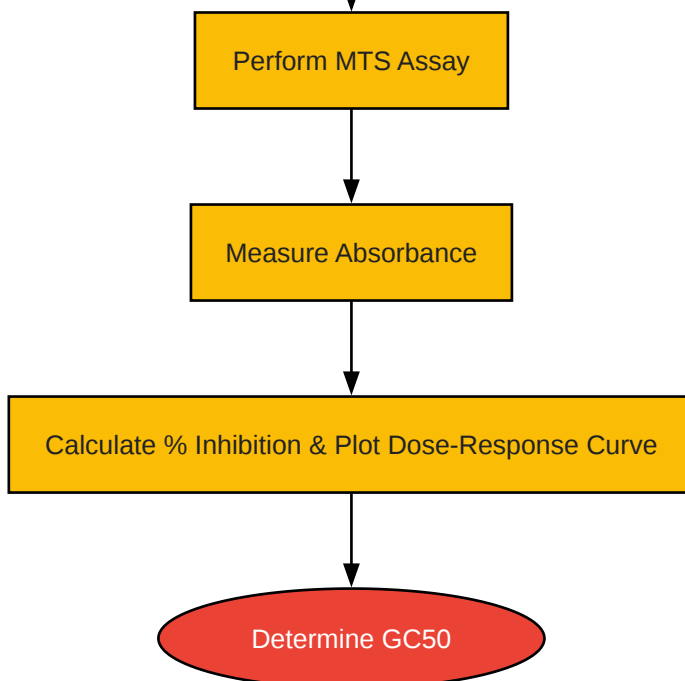 Perform MTS Assay
Measure Absorbance
Calculate % Inhibition & Plot Dose-Response Curve
Determine GC50